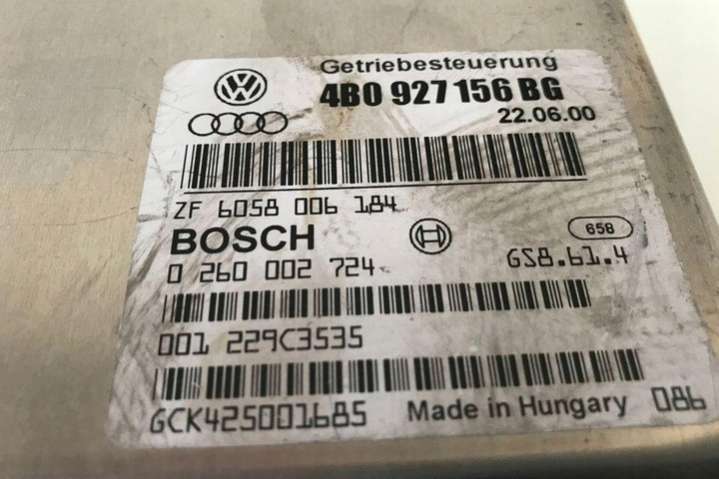 Getriebesteuerung
4B0 927 156 BG
22.06.00
ZF 6058 006 184
BOSCH
658
0 260 002 724
GS8.61.4
001 229C3535
GCK425001685 Made in Hungary 086